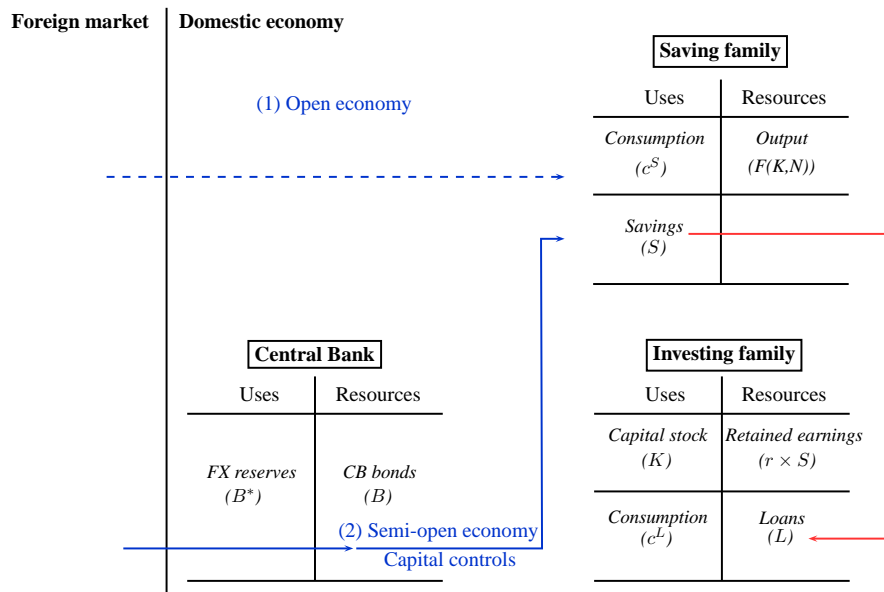 Foreign market
Domestic economy
(1) Open economy
Saving family
Uses
Resources
Consumption
(c^S)
Output
(F(K,N))
Savings
(S)
Central Bank
Uses
Resources
FX reserves
(B*)
CB bonds
(B)
(2) Semi-open economy
Capital controls
Investing family
Uses
Resources
Capital stock
(K)
Retained earnings
(r × S)
Consumption
(c^L)
Loans
(L)